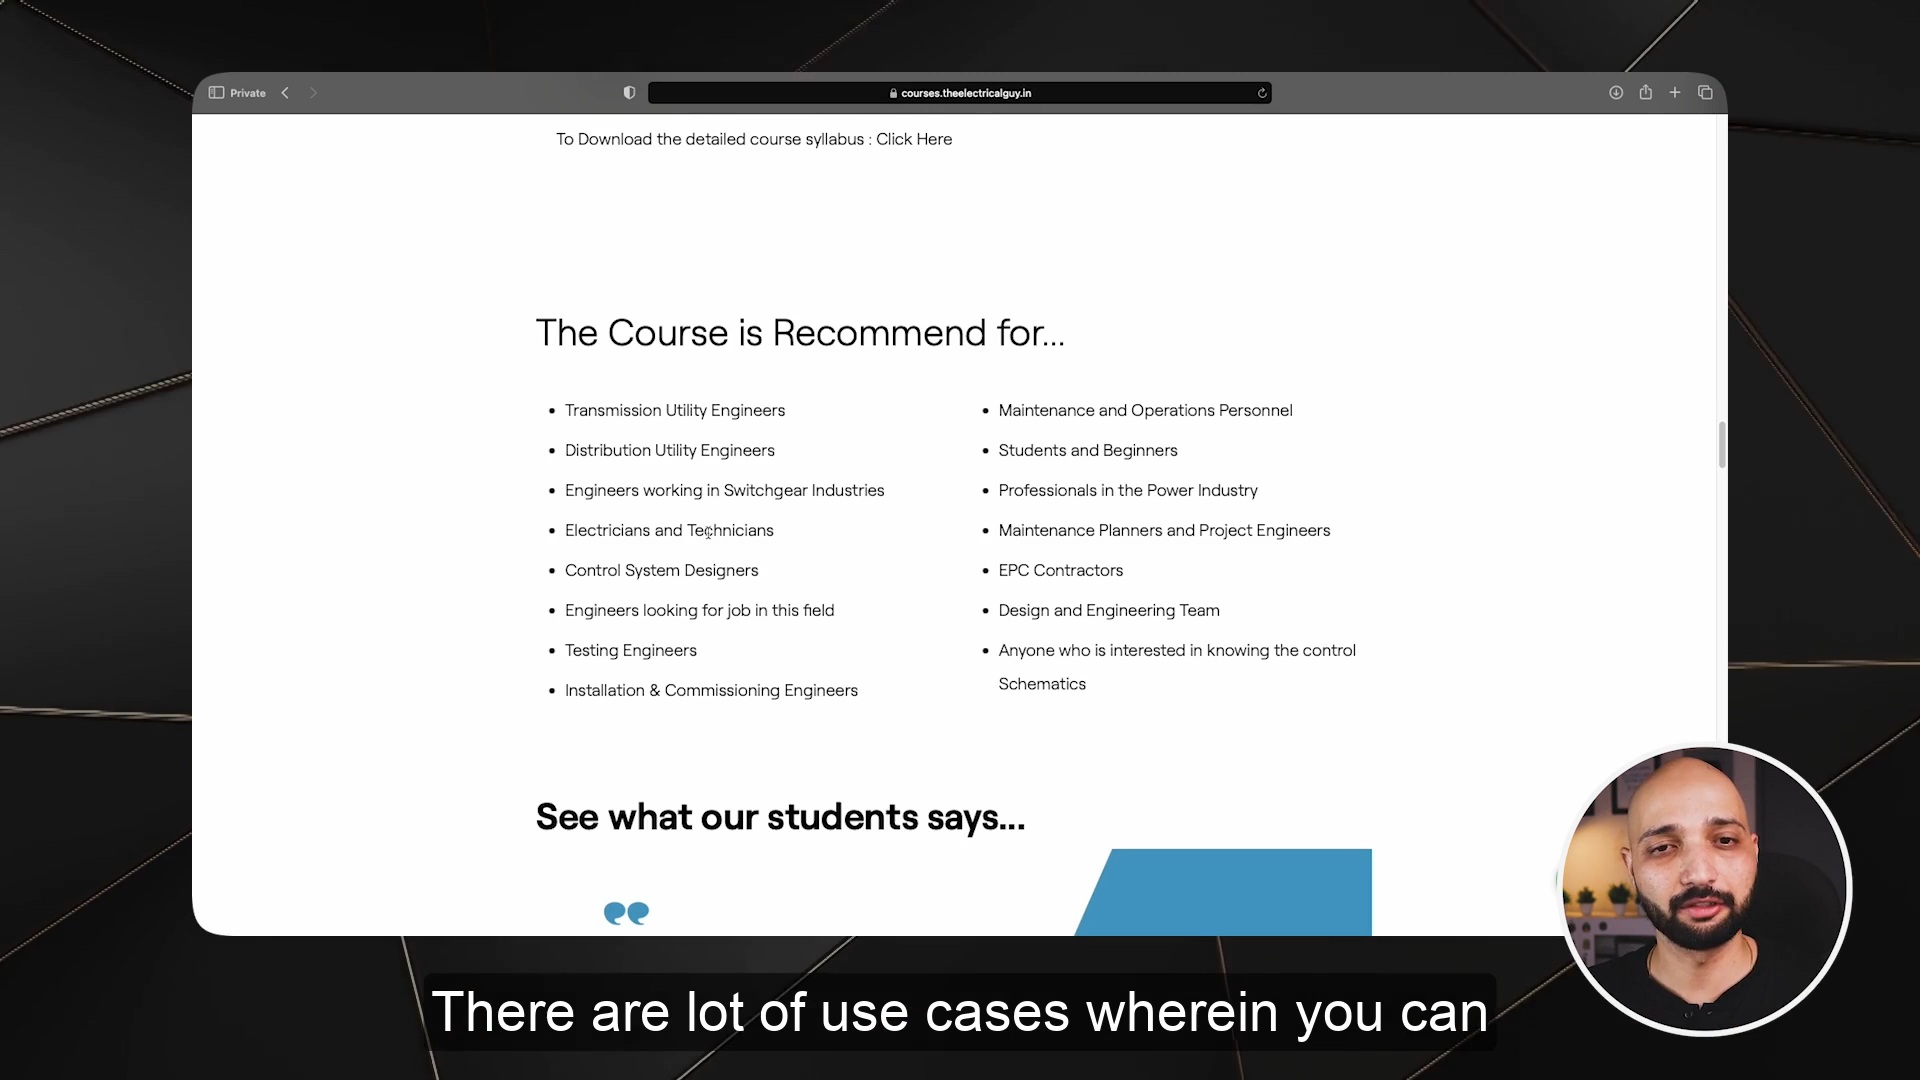 Private
courses.theelectricalguy.in
To Download the detailed course syllabus : Click Here
The Course is Recommend for...
Transmission Utility Engineers
Distribution Utility Engineers
Engineers working in Switchgear Industries
Electricians and Technicians
Control System Designers
Engineers looking for job in this field
Testing Engineers
Installation & Commissioning Engineers
Maintenance and Operations Personnel
Students and Beginners
Professionals in the Power Industry
Maintenance Planners and Project Engineers
EPC Contractors
Design and Engineering Team
Anyone who is interested in knowing the control
Schematics
See what our students says...
There are lot of use cases wherein you can